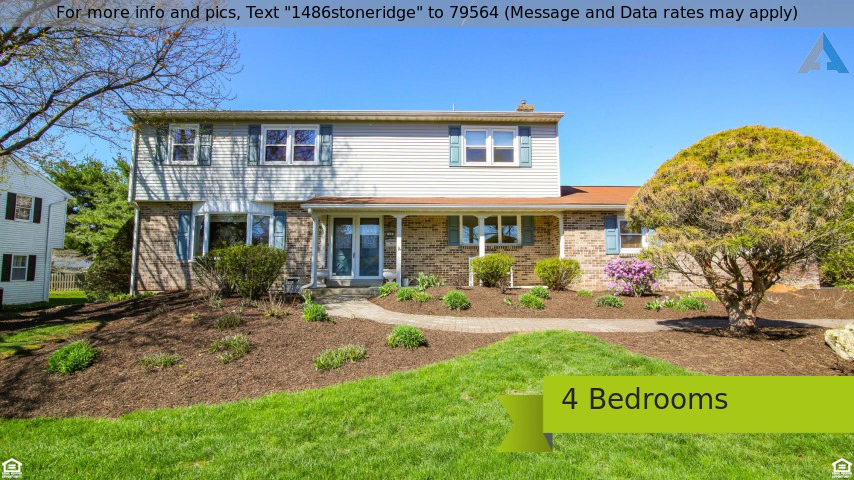 For more info and pics, Text "1486stoneridge" to 79564 (Message and Data rates may apply)
4 Bedrooms